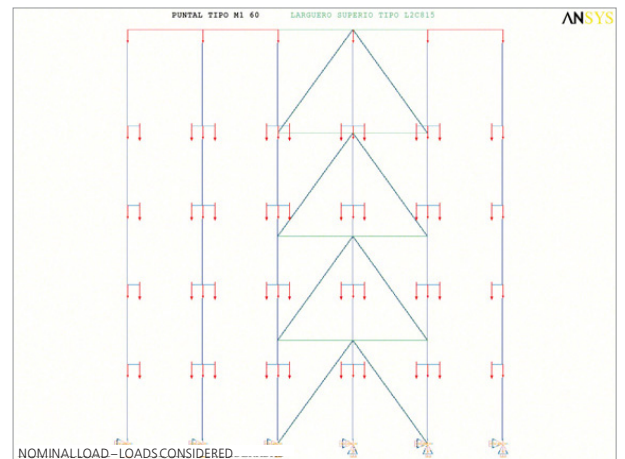 PUNTAL TIPO M1 60 LARGUERO SUPERIO TIPO L2C815
ANSYS
NOMINAL LOAD – LOADS CONSIDERED